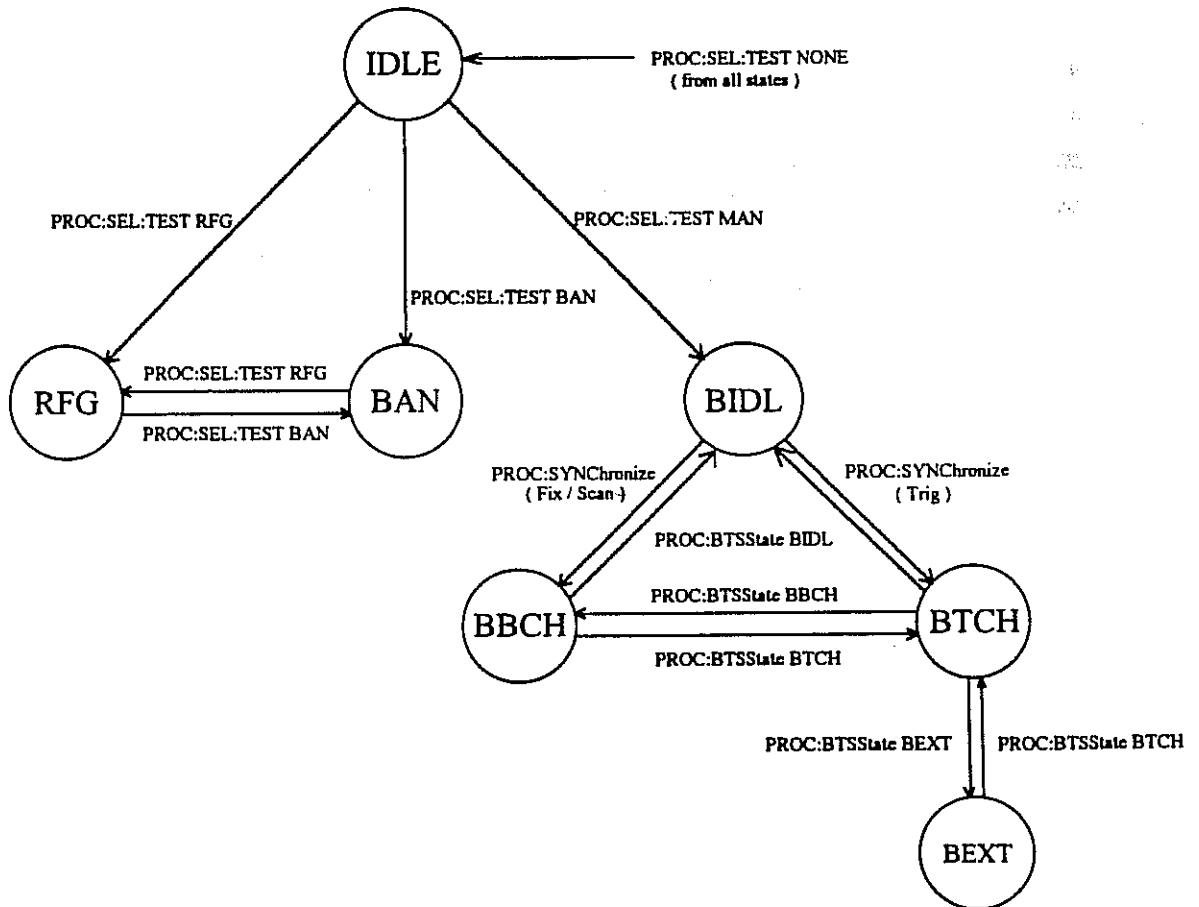 IDLE
PROC:SEL:TEST NONE
( from all states )
PROC:SEL:TEST RFG
PROC:SEL:TEST MAN
PROC:SEL:TEST BAN
RFG
PROC:SEL:TEST RFG
PROC:SEL:TEST BAN
BAN
BIDL
PROC:SYNChronize
( Fix / Scan )
PROC:SYNChronize
( Trig )
PROC:BTSState BIDL
BBCH
PROC:BTSState BBCH
PROC:BTSState BTCH
BTCH
PROC:BTSState BEXT
PROC:BTSState BTCH
BEXT